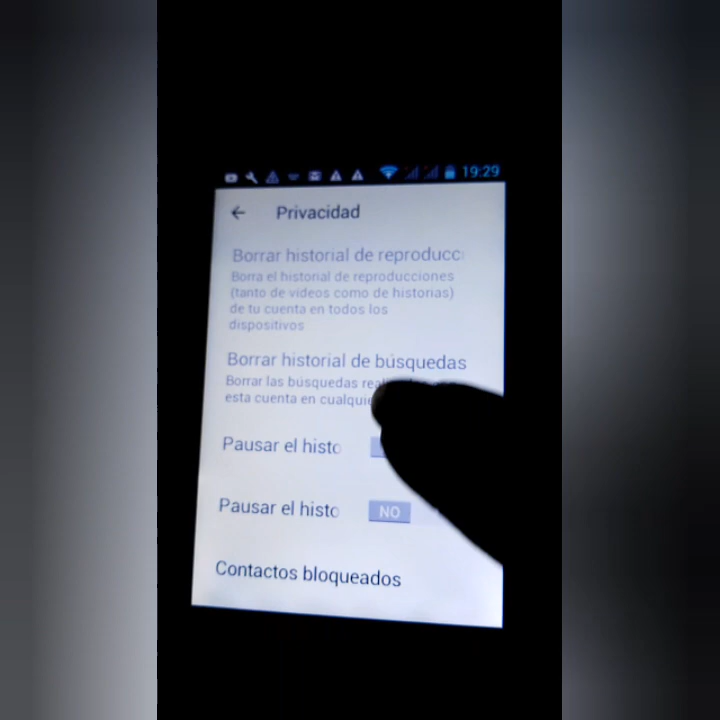 19:29
Privacidad
Borrar historial de reproducc
Borra el historial de reproducciones
(tanto de videos como de historias)
de tu cuenta en todos los
dispositivos
Borrar historial de búsquedas
Borrar las búsquedas
esta cuenta en
Pausar el histo
Pausar el histo
NO
Contactos bloqueados